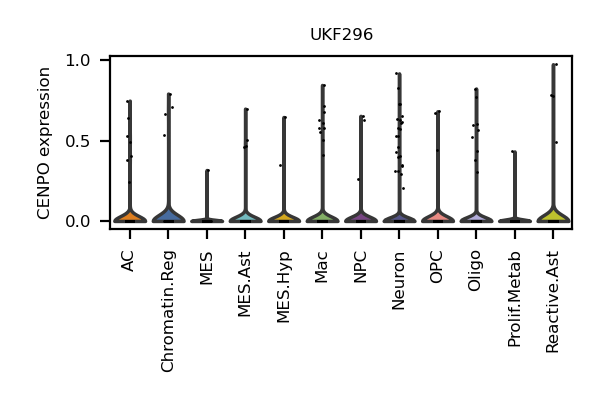 UKF296
CENPO expression
1.0
0.5
0.0
AC
Chromatin.Reg
MES
MES.Ast
MES.Hyp
Mac
NPC
Neuron
OPC
Oligo
Prolif.Metab
Reactive.Ast